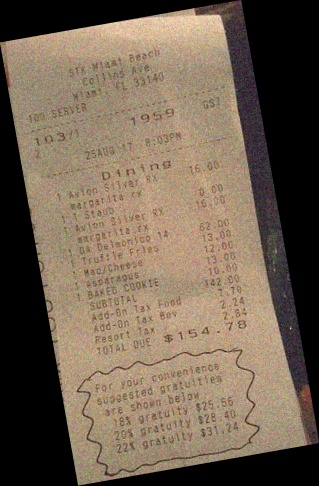 STK Miami Beach
Collins Ave
Miami, FL 33140
100 SERVER
103/1 1959 GST
2
25AUG'17 8:03PM
Dining
1 Avion Silver RX 16.00
margarita rx
1 1 Staub 0.00
1 Avion Silver RX 16.00
margarita rx
1 QA Delmonico 14 62.00
1 Truffle Fries 13.00
1 Mac/Cheese 12.00
1 Asparagus 13.00
1 BAKED COOKIE 10.00
SUBTOTAL 142.00
Add-On Tax Food 7.70
Add-On Tax Bev 2.24
Resort Tax 2.84
TOTAL DUE $154.78
For your convenience
suggested gratuities
are shown below
18% gratuity $25.56
20% gratuity $28.40
22% gratuity $31.24